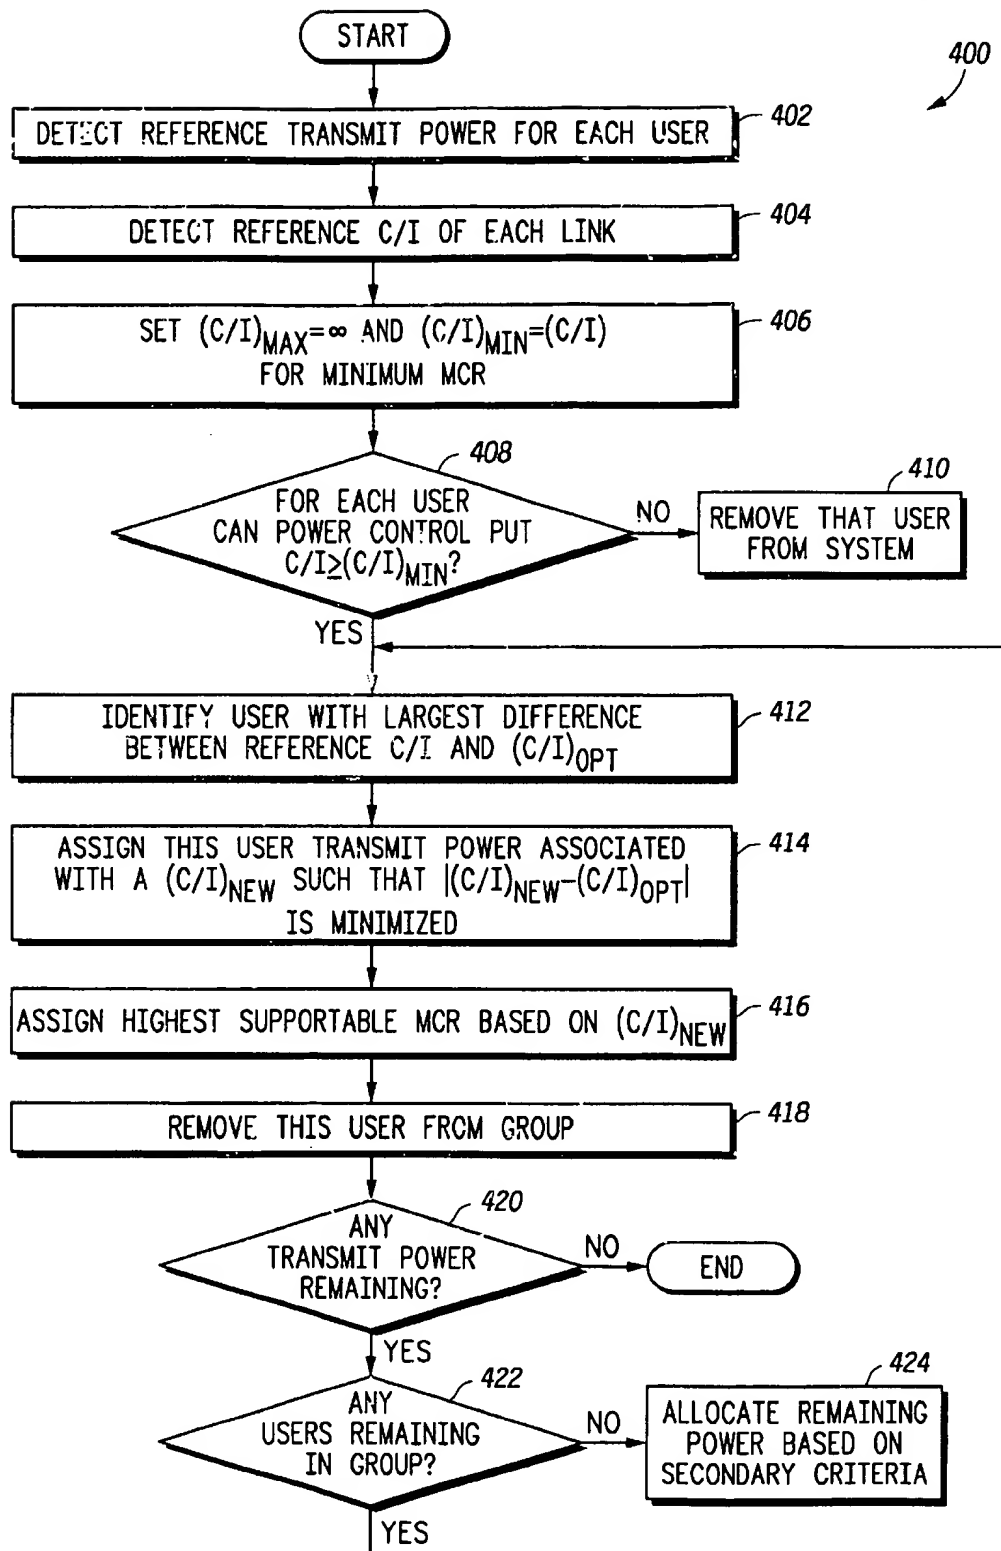 START
400
DETECT REFERENCE TRANSMIT POWER FOR EACH USER
402
DETECT REFERENCE C/I OF EACH LINK
404
SET (C/I)MAX=∞ AND (C/I)MIN=(C/I)
FOR MINIMUM MCR
406
408
FOR EACH USER
CAN POWER CONTROL PUT
C/I≥(C/I)MIN?
NO
410
REMOVE THAT USER
FROM SYSTEM
YES
IDENTIFY USER WITH LARGEST DIFFERENCE
BETWEEN REFERENCE C/I AND (C/I)OPT
412
ASSIGN THIS USER TRANSMIT POWER ASSOCIATED
WITH A (C/I)NEW SUCH THAT |(C/I)NEW-(C/I)OPT|
IS MINIMIZED
414
ASSIGN HIGHEST SUPPORTABLE MCR BASED ON (C/I)NEW
416
REMOVE THIS USER FROM GROUP
418
420
ANY
TRANSMIT POWER
REMAINING?
NO
END
YES
422
ANY
USERS REMAINING
IN GROUP?
NO
424
ALLOCATE REMAINING
POWER BASED ON
SECONDARY CRITERIA
YES